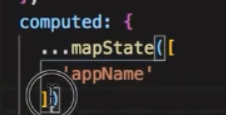 computed: {
...mapState([
'appName'
])